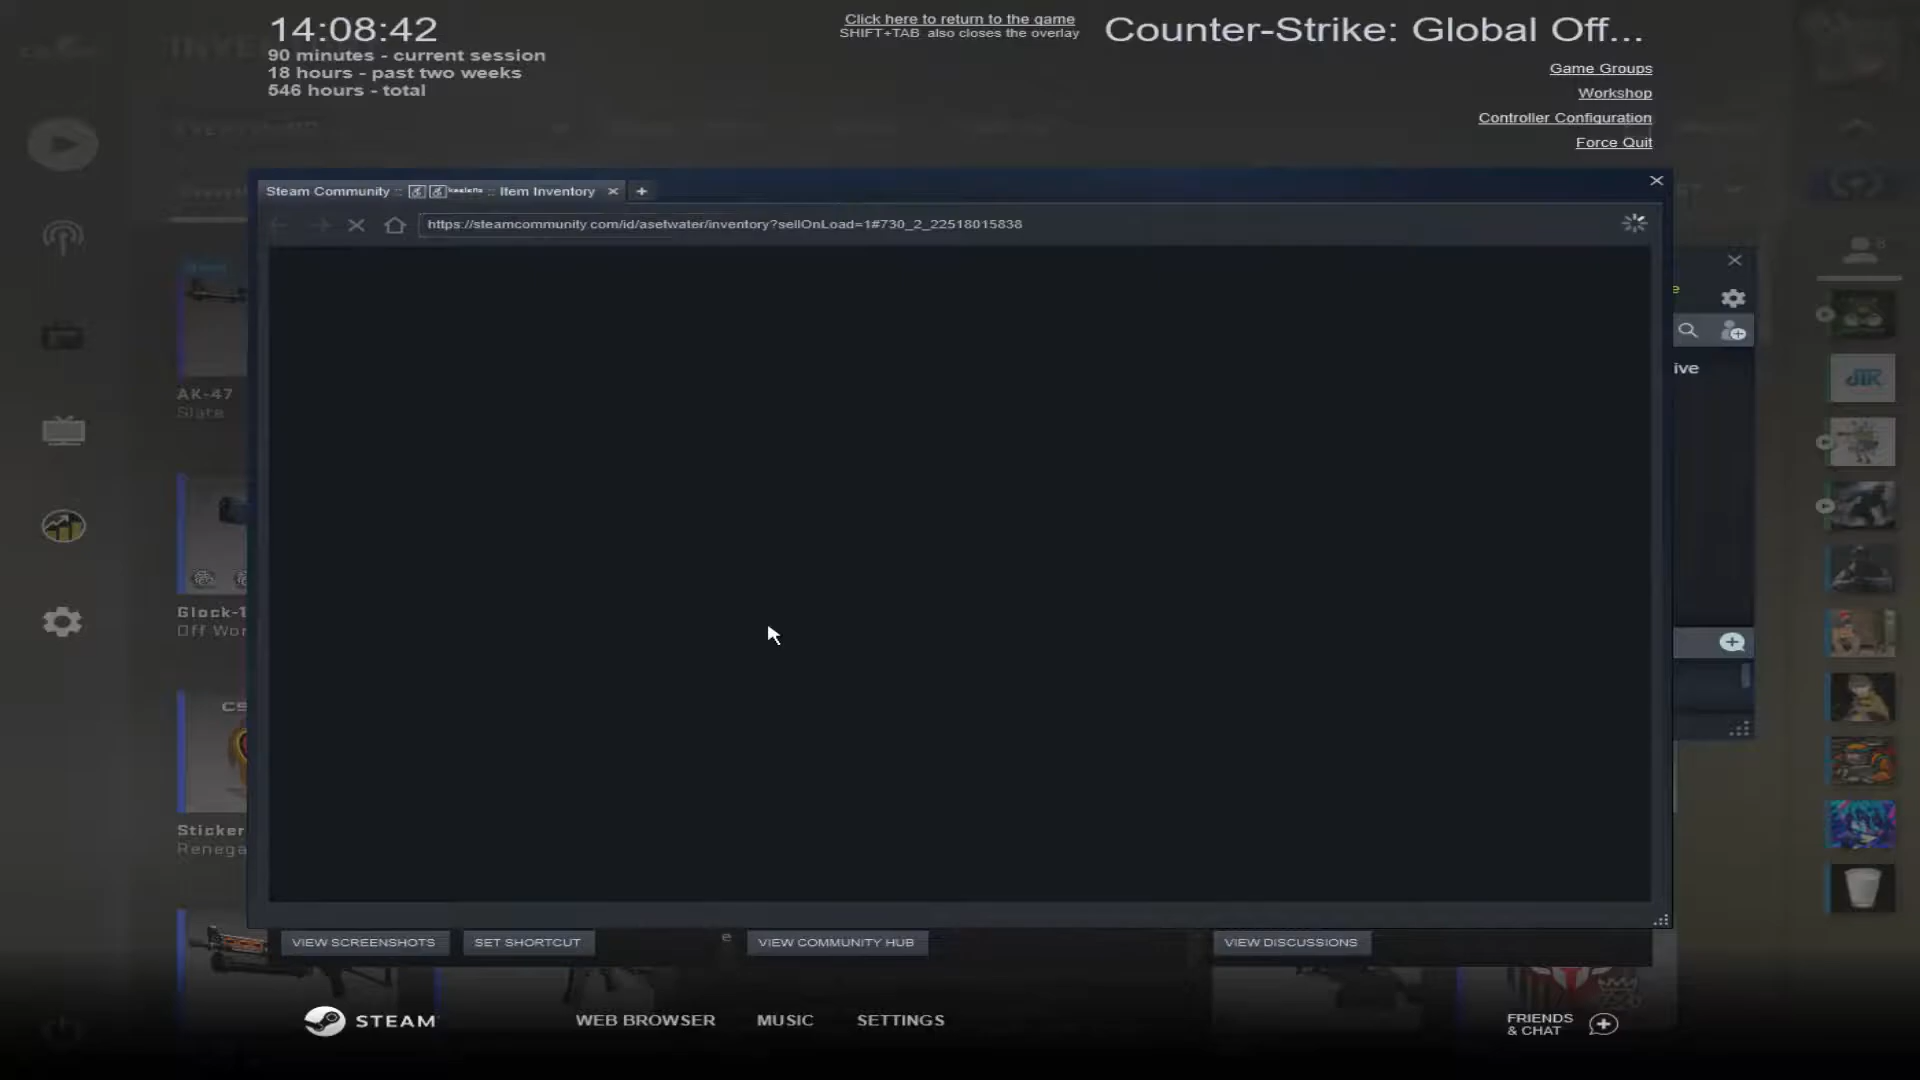 14:08:42
90 minutes - current session
18 hours - past two weeks
546 hours - total
Click here to return to the game
SHIFT+TAB also closes the overlay
Counter-Strike: Global Off...
Game Groups
Workshop
Controller Configuration
Force Quit
Steam Community :: :: Item Inventory
https://steamcommunity.com/id/asetwater/inventory?sellOnLoad=1#730_2_22518015838
ive
AK-47
Slate
Glock-1
Off Wor
CS
Sticker
Renega
VIEW SCREENSHOTS
SET SHORTCUT
e
VIEW COMMUNITY HUB
VIEW DISCUSSIONS
STEAM
WEB BROWSER
MUSIC
SETTINGS
FRIENDS
& CHAT